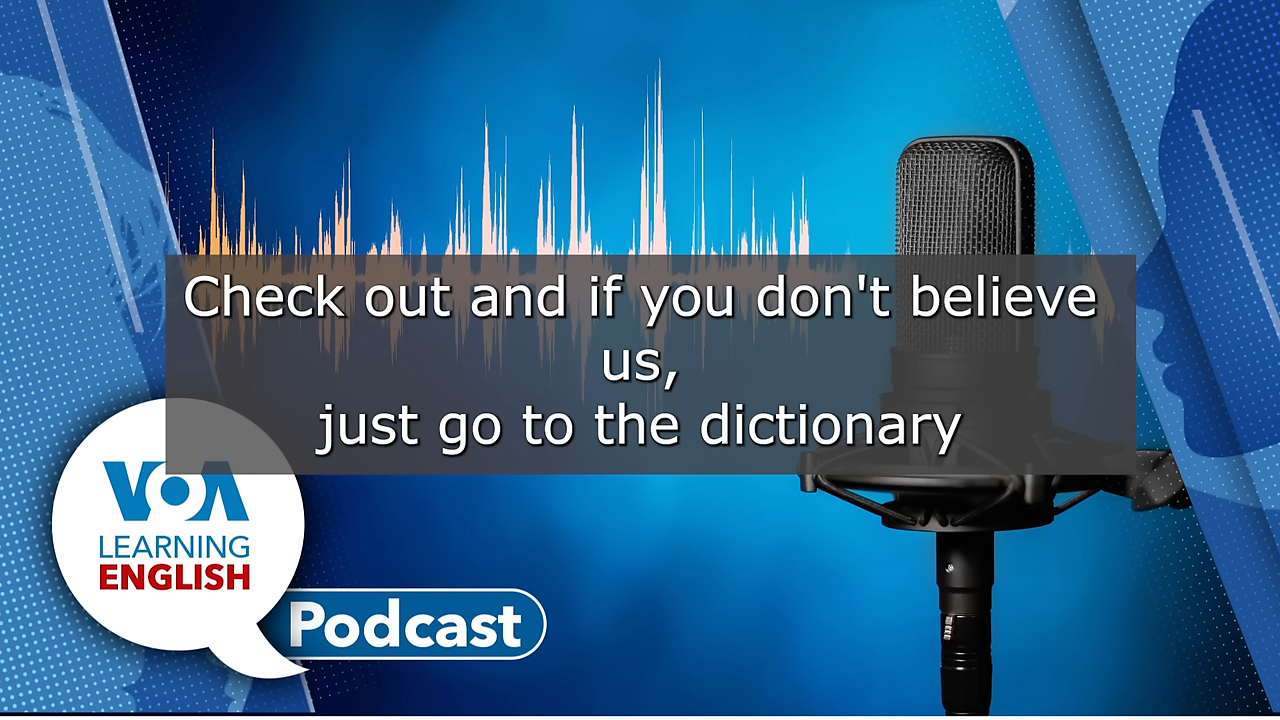 Check out and if you don't believe
us,
just go to the dictionary
VOA
LEARNING
ENGLISH
Podcast